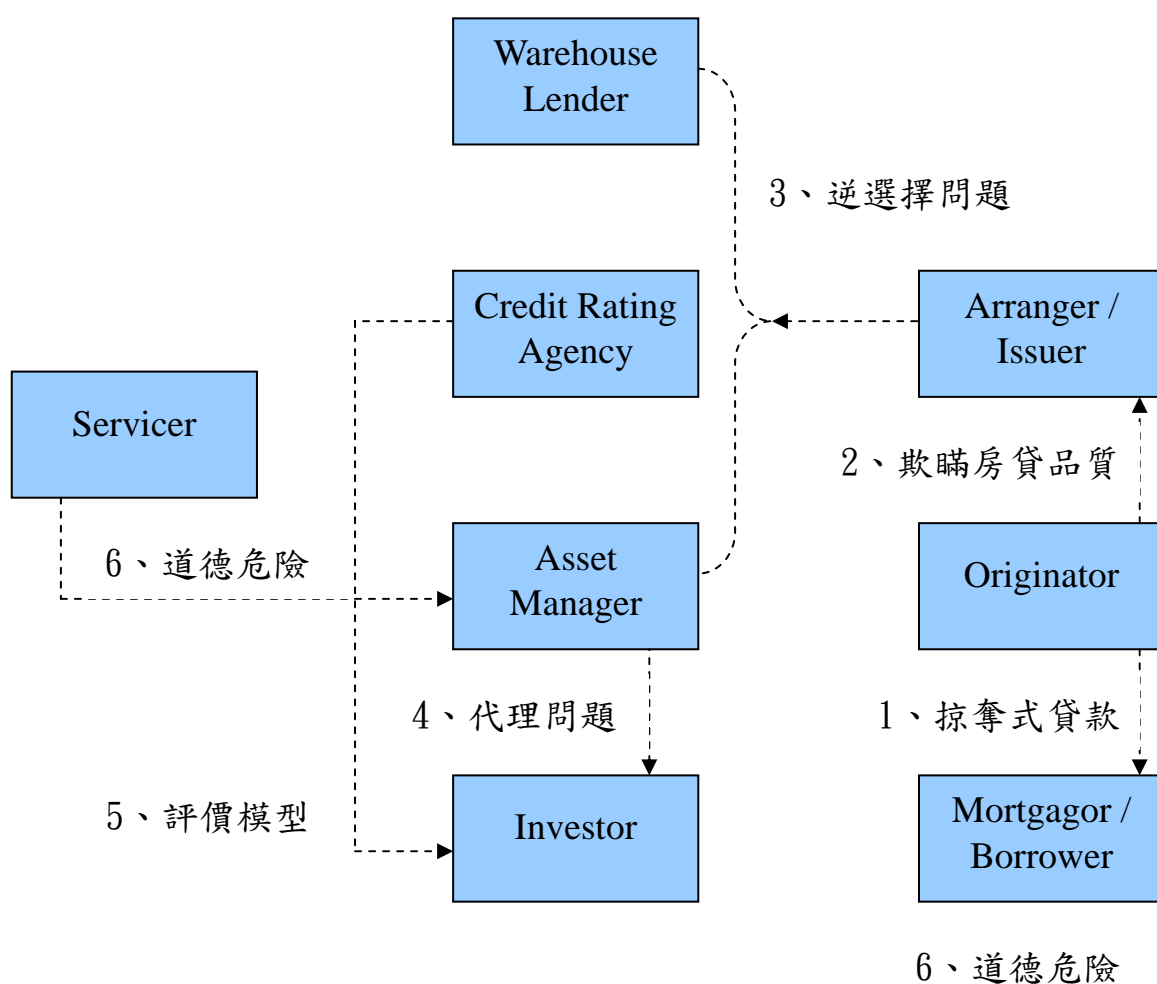 Warehouse
Lender
3、逆選擇問題
Credit Rating
Agency
Arranger /
Issuer
Servicer
2、欺瞞房貸品質
6、道德危險
Asset
Manager
Originator
4、代理問題
1、掠奪式貸款
5、評價模型
Investor
Mortgagor /
Borrower
6、道德危險